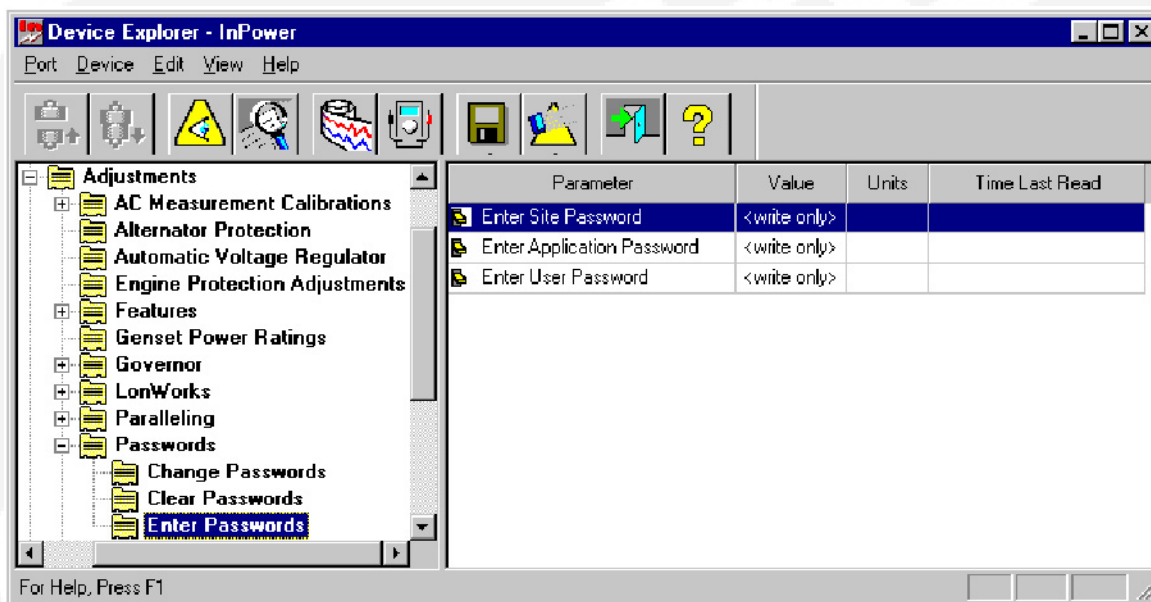 Device Explorer - InPower
Port Device Edit View Help
Adjustments
AC Measurement Calibrations
Alternator Protection
Automatic Voltage Regulator
Engine Protection Adjustments
Features
Genset Power Ratings
Governor
LonWorks
Paralleling
Passwords
Change Passwords
Clear Passwords
Enter Passwords
Parameter Value Units Time Last Read
Enter Site Password <write only>
Enter Application Password <write only>
Enter User Password <write only>
For Help, Press F1